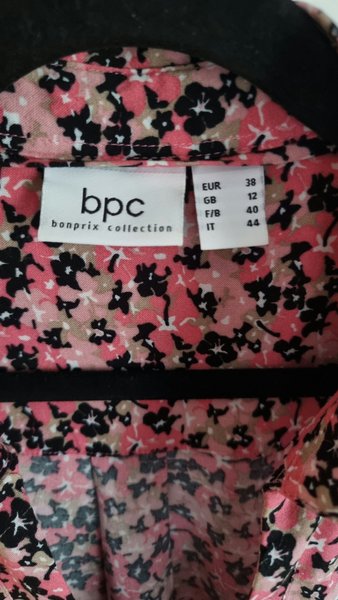 bpc
bonprix collection
EUR 38
GB 12
F/B 40
IT 44